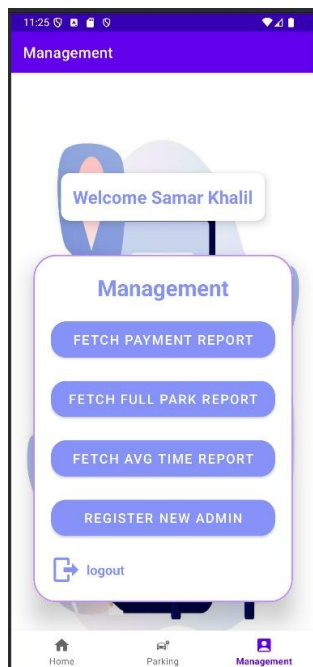 11:25
Management
Welcome Samar Khalil
Management
FETCH PAYMENT REPORT
FETCH FULL PARK REPORT
FETCH AVG TIME REPORT
REGISTER NEW ADMIN
logout
Home Parking Management